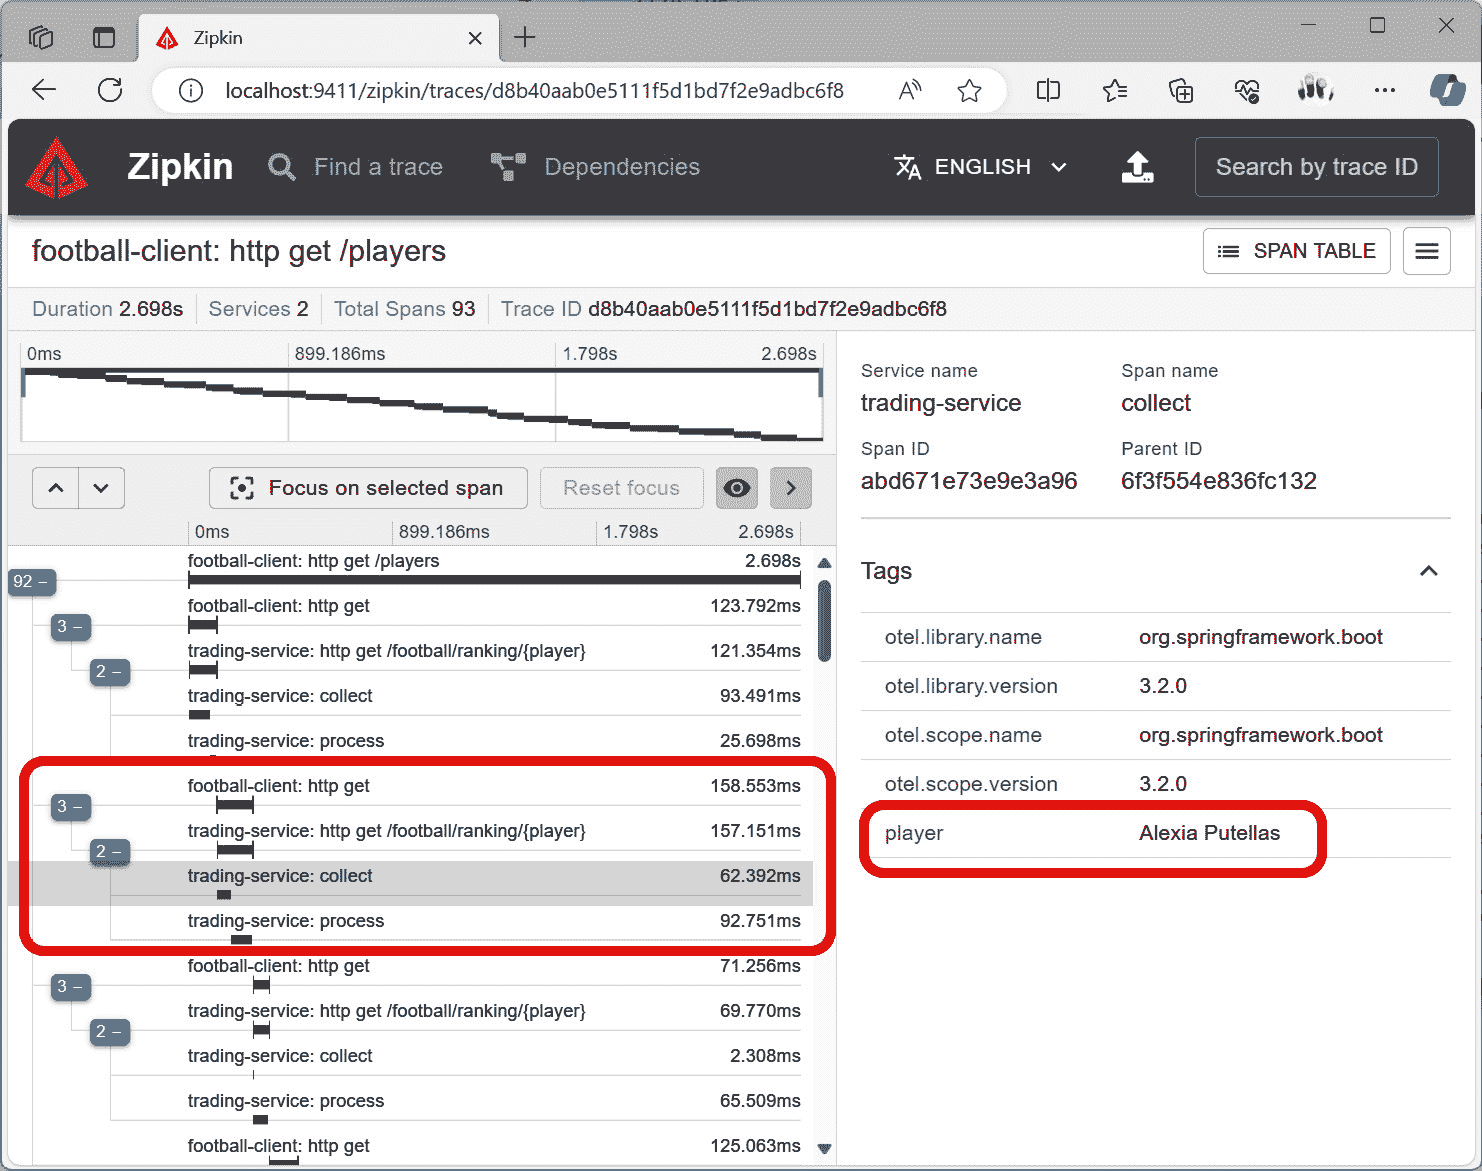 Zipkin
localhost:9411/zipkin/traces/d8b40aab0e5111f5d1bd7f2e9adbc6f8
Zipkin Find a trace Dependencies ENGLISH Search by trace ID
football-client: http get /players SPAN TABLE
Duration 2.698s Services 2 Total Spans 93 Trace ID d8b40aab0e5111f5d1bd7f2e9adbc6f8
0ms 899.186ms 1.798s 2.698s
Focus on selected span Reset focus
0ms 899.186ms 1.798s 2.698s
football-client: http get /players 2.698s
92 –
football-client: http get 123.792ms
3 –
trading-service: http get /football/ranking/{player} 121.354ms
2 –
trading-service: collect 93.491ms
trading-service: process 25.698ms
football-client: http get 158.553ms
3 –
trading-service: http get /football/ranking/{player} 157.151ms
2 –
trading-service: collect 62.392ms
trading-service: process 92.751ms
football-client: http get 71.256ms
3 –
trading-service: http get /football/ranking/{player} 69.770ms
2 –
trading-service: collect 2.308ms
trading-service: process 65.509ms
football-client: http get 125.063ms
Service name Span name
trading-service collect
Span ID Parent ID
abd671e73e9e3a96 6f3f554e836fc132
Tags
otel.library.name org.springframework.boot
otel.library.version 3.2.0
otel.scope.name org.springframework.boot
otel.scope.version 3.2.0
player Alexia Putellas